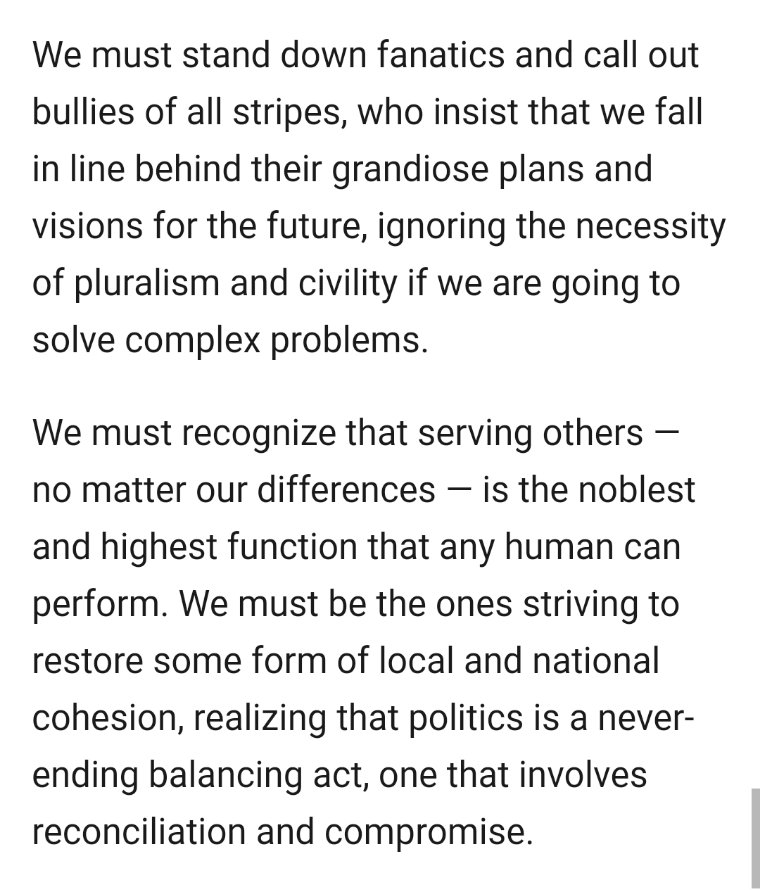 We must stand down fanatics and call out
bullies of all stripes, who insist that we fall
in line behind their grandiose plans and
visions for the future, ignoring the necessity
of pluralism and civility if we are going to
solve complex problems.
We must recognize that serving others —
no matter our differences — is the noblest
and highest function that any human can
perform. We must be the ones striving to
restore some form of local and national
cohesion, realizing that politics is a never-
ending balancing act, one that involves
reconciliation and compromise.